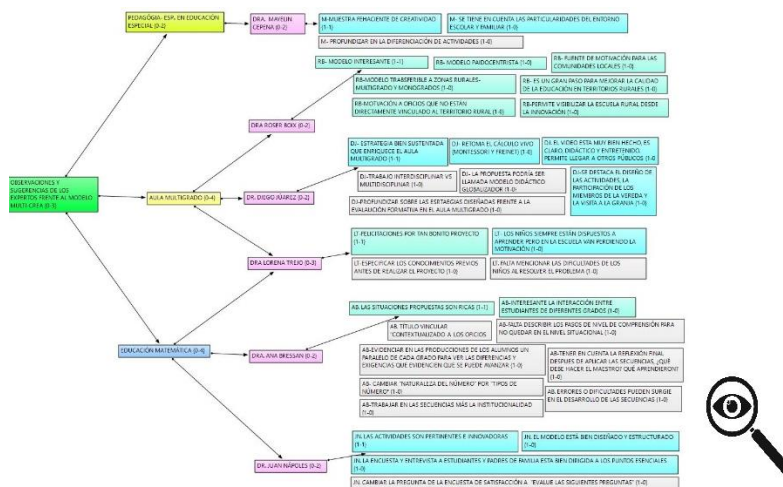 PEDAGÓGIA- ESP. EN EDUCACIÓN
ESPECIAL (0-2)
DRA. MAYELIN
CEPENA (0-2)
M-MUESTRA FEHACIENTE DE CREATIVIDAD
(1-1)
M- SE TIENE EN CUENTA LAS PARTICULARIDADES DEL ENTORNO
ESCOLAR Y FAMILIAR (1-0)
M- PROFUNDIZAR EN LA DIFERENCIACIÓN DE ACTIVIDADES (1-0)
RB- MODELO INTERESANTE (1-1)
RB- MODELO PAIDOCENTRISTA (1-0)
RB- FUENTE DE MOTIVACIÓN PARA LAS
COMUNIDADES LOCALES (1-0)
RB-MODELO TRANSFERIBLE A ZONAS RURALES-
MULTIGRADO Y MONOGRADOS (1-0)
RB- ES UN GRAN PASO PARA MEJORAR LA CALIDAD
DE LA EDUCACIÓN EN TERRITORIOS RURALES (1-0)
RB-MOTIVACIÓN A OFICIOS QUE NO ESTÁN
DIRECTAMENTE VINCULADO AL TERRITORIO RURAL (1-0)
RB-PERMITE VISIBILIZAR LA ESCUELA RURAL DESDE
LA INNOVACIÓN (1-0)
DRA ROSER BOIX (0-2)
DJ- ESTRATEGIA BIEN SUSTENTADA
QUE ENRIQUECE EL AULA
MULTIGRADO (1-1)
DJ- RETOMA EL CÁLCULO VIVO
(MONTESSORI Y FREINET) (1-0)
DJ. EL VIDEO ESTA MUY BIEN HECHO, ES
CLARO, DIDÁCTICO Y ENTRETENIDO,
PERMITE LLEGAR A OTROS PÚBLICOS (1-0)
DJ-TRABAJO INTERDISCIPLINAR VS
MULTIDISCIPLINAR (1-0)
DJ- LA PROPUESTA PODRÍA SER
LLAMADA MODELO DIDÁCTICO
GLOBALIZADOR (1-0)
DJ-SE DESTACA EL DISEÑO DE
LAS ACTIVIDADES, LA
PARTICIPACIÓN DE LOS
MIEMBROS DE LA VEREDA Y
LA VISITA A LA GRANJA (1-0)
DJ-PROFUNDIZAR SOBRE LAS ESRTAEGIAS DISEÑADAS FRENTE A LA
EVALAUCIÓN FORMATIVA EN EL AULA MULTIGRADO (1-0)
OBSERVACIONES Y
SUGERENCIAS DE LOS
EXPERTOS FRENTE AL MODELO
MULTI CREA (0-3)
AULA MULTIGRADO (0-4)
DR. DIEGO JUÁREZ (0-2)
DRA LORENA TREJO (0-3)
LT-FELICITACIONES POR TAN BONITO PROYECTO
(1-1)
LT- LOS NIÑOS SIEMPRE ESTÁN DISPUESTOS A
APRENDER PERO EN LA ESCUELA VAN PERDIENDO LA
MOTIVACIÓN (1-0)
LT-ESPECIFICAR LOS CONOCIMIENTOS PREVIOS
ANTES DE REALIZAR EL PROYECTO (1-0)
LT-FALTA MENCIONAR LAS DIFICULTADES DE LOS
NIÑOS AL RESOLVER EL PROBLEMA (1-0)
AB LAS SITUACIONES PROPUESTAS SON RICAS (1-1)
AB-INTERESANTE LA INTERACCIÓN ENTRE
ESTUDIANTES DE DIFERENTES GRADOS (1-0)
AB. TÍTULO VINCULAR
"CONTEXTUALIZADO A LOS OFICIOS
AB-FALTA DESCRIBIR LOS PASOS DE NIVEL DE COMPRENSIÓN PARA
NO QUEDAR EN EL NIVEL SITUACIONAL (1-0)
EDUCACIÓN MATEMÁTICA (0-4)
DRA. ANA BRESSAN (0-2)
AB-EVIDENCIAR EN LAS PRODUCCIONES DE LOS ALUMNOS UN
PARALELO DE CADA GRADO PARA VER LAS DIFERENCIAS Y
EXIGENCIAS QUE EVIDENCIEN QUE SE PUEDE AVANZAR (1-0)
AB-TENER EN CUENTA LA REFLEXIÓN FINAL
DESPUÉS DE APLICAR LAS SECUENCIAS, ¿QUÉ
DEBE HACER EL MAESTRO? QUÉ APRENDIERON?
(1-0)
AB- CAMBIAR "NATURALEZA DEL NÚMERO" POR "TIPOS DE
NÚMERO" (1-0)
AB-TRABAJAR EN LAS SECUENCIAS MÁS LA INSTITUCIONALIDAD
(1-0)
AB. ERRORES O DIFICULTADES PUEDEN SURGIE
EN EL DESARROLLO DE LAS SECUENCIAS (1-0)
DR. JUAN NÁPOLES (0-2)
JN. LAS ACTIVIDADES SON PERTINENTES E INNOVADORAS
(1-1)
JN. EL MODELO ESTÁ BIEN DISEÑADO Y ESTRUCTURADO
(1-0)
JN. LA ENCUESTA Y ENTREVISTA A ESTUDIANTES Y PADRES DE FAMILIA ESTA BIEN DIRIGIDA A LOS PUNTOS ESENCIALES
(1-0)
JN. CAMBIAR LA PREGUNTA DE LA ENCUESTA DE SATISFACCIÓN A "EVALUE LAS SIGUIENTES PREGUNTAS" (1-0)